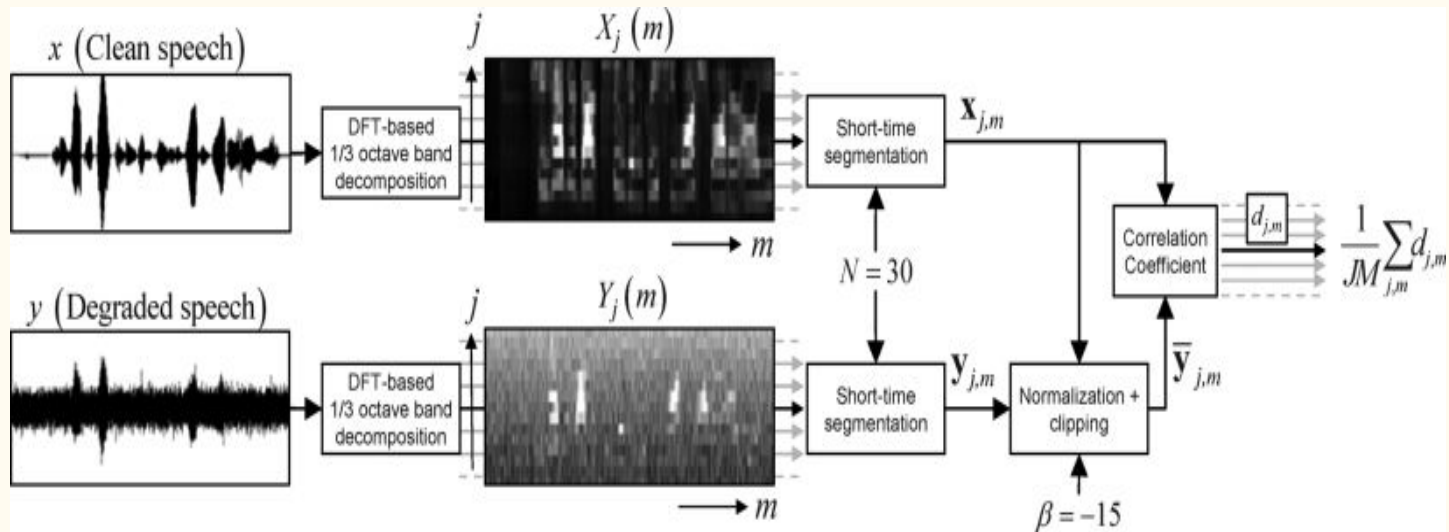 x (Clean speech)
DFT-based
1/3 octave band
decomposition
j
X_j (m)
m
Short-time
segmentation
x_{j,m}
N = 30
Correlation
Coefficient
d_{j,m}
\frac{1}{JM} \sum_{j,m} d_{j,m}
y (Degraded speech)
DFT-based
1/3 octave band
decomposition
j
Y_j (m)
m
Short-time
segmentation
y_{j,m}
Normalization +
clipping
ȳ_{j,m}
β = −15